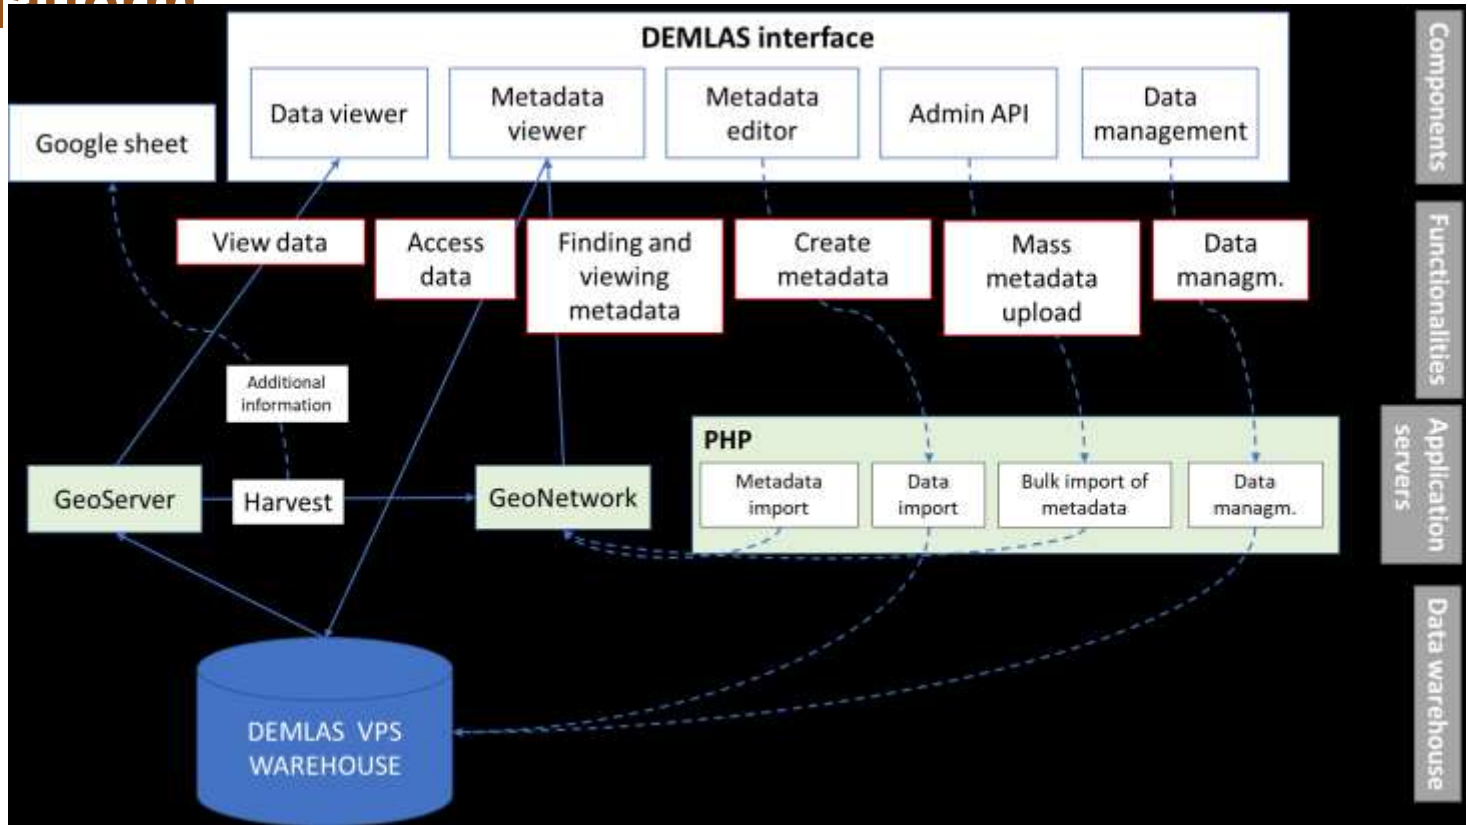 DEMLAS interface
Data viewer
Metadata
viewer
Metadata
editor
Admin API
Data
management
Components
Google sheet
View data
Access
data
Finding and
viewing
metadata
Create
metadata
Mass
metadata
upload
Data
managm.
Functionalities
Additional
information
PHP
GeoServer
Harvest
GeoNetwork
Metadata
import
Data
import
Bulk import of
metadata
Data
managm.
Application
servers
DEMLAS VPS
WAREHOUSE
Data warehouse